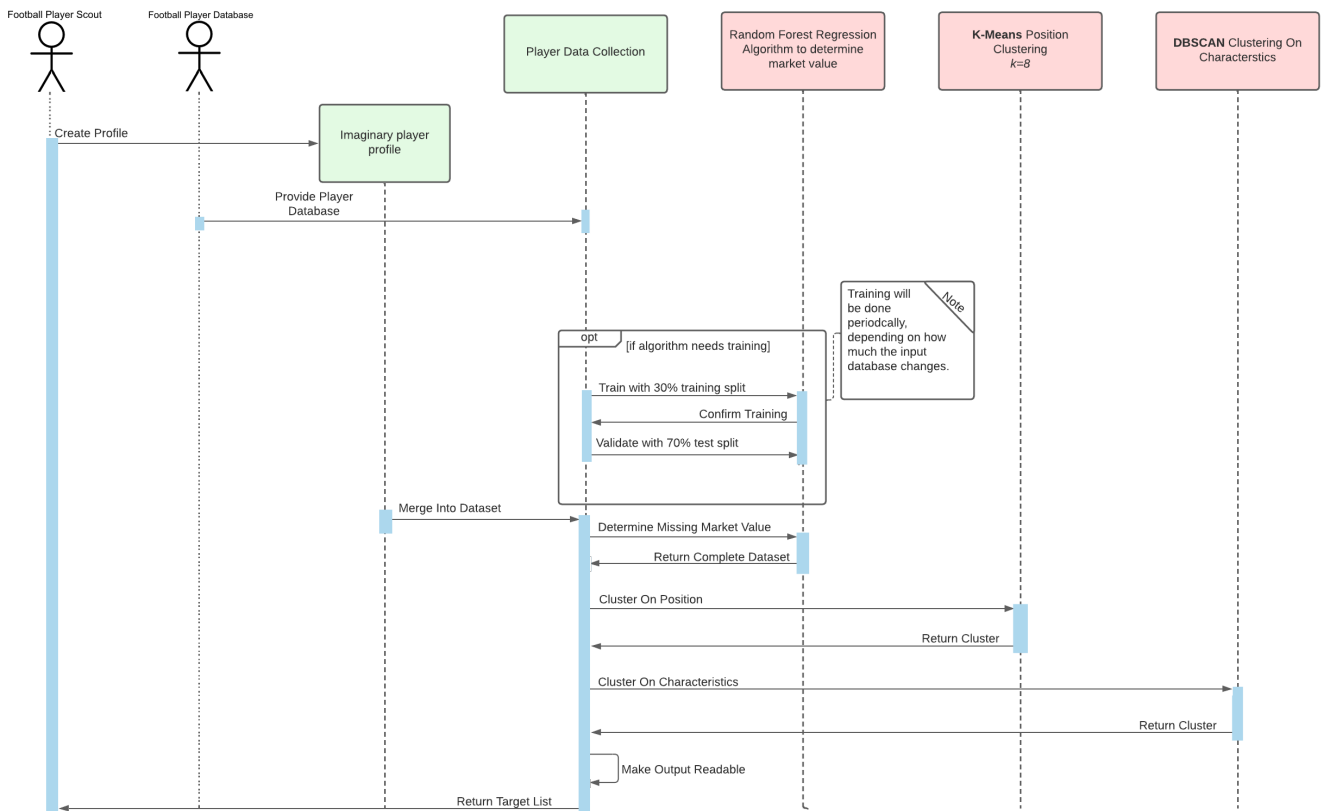 Football Player Scout
Football Player Database
Player Data Collection
Random Forest Regression
Algorithm to determine
market value
K-Means Position
Clustering
k=8
DBSCAN Clustering On
Characterstics
Create Profile
Imaginary player
profile
Provide Player
Database
Training will
be done
periodcally,
depending on how
much the input
database changes.
Note
opt
[if algorithm needs training]
Train with 30% training split
Confirm Training
Validate with 70% test split
Merge Into Dataset
Determine Missing Market Value
Return Complete Dataset
Cluster On Position
Return Cluster
Cluster On Characteristics
Return Cluster
Make Output Readable
Return Target List